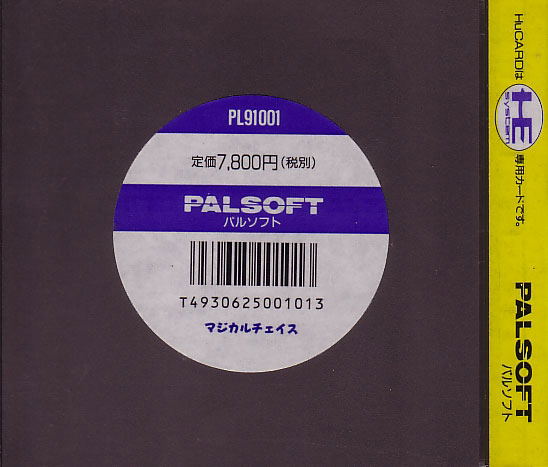 PL91001
定価7,800円(税別)
PALSOFT
パルソフト
T4930625001013
マジカルチェイス
HuCARDは
HE
SYSTEM
専用カードです。
PALSOFT
パルソフト